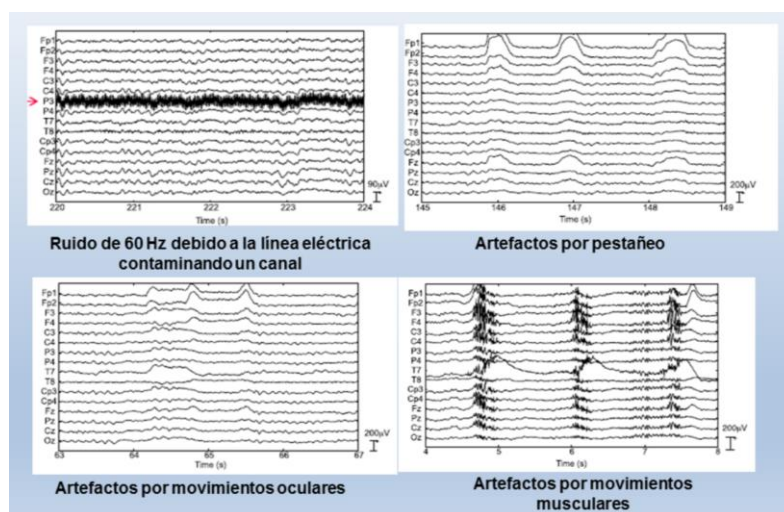 Fp1
Fp2
F3
F4
C3
C4
P3
P4
T7
T8
Cp3
Cp4
Fz
Pz
Cz
Oz
90µV
220 221 222 223 224
Time (s)
Ruido de 60 Hz debido a la línea eléctrica
contaminando un canal
Fp1
Fp2
F3
F4
C3
C4
P3
P4
T7
T8
Cp3
Cp4
Fz
Pz
Cz
Oz
200µV
145 146 147 148 149
Time (s)
Artefactos por pestañeo
Fp1
Fp2
F3
F4
C3
C4
P3
P4
T7
T8
Cp3
Cp4
Fz
Pz
Cz
Oz
200µV
63 64 65 66 67
Time (s)
Artefactos por movimientos oculares
Fp1
Fp2
F3
F4
C3
C4
P3
P4
T7
T8
Cp3
Cp4
Fz
Pz
Cz
Oz
200µV
4 5 6 7 8
Time (s)
Artefactos por movimientos
musculares